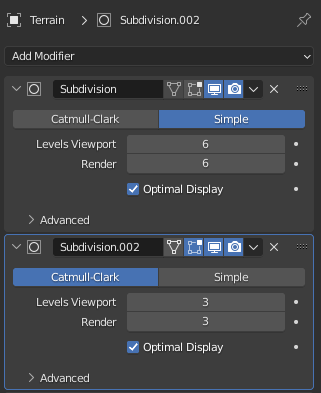 Terrain Subdivision.002
Add Modifier
Subdivision
Catmull-Clark Simple
Levels Viewport 6
Render 6
Optimal Display
Advanced
Subdivision.002
Catmull-Clark Simple
Levels Viewport 3
Render 3
Optimal Display
Advanced